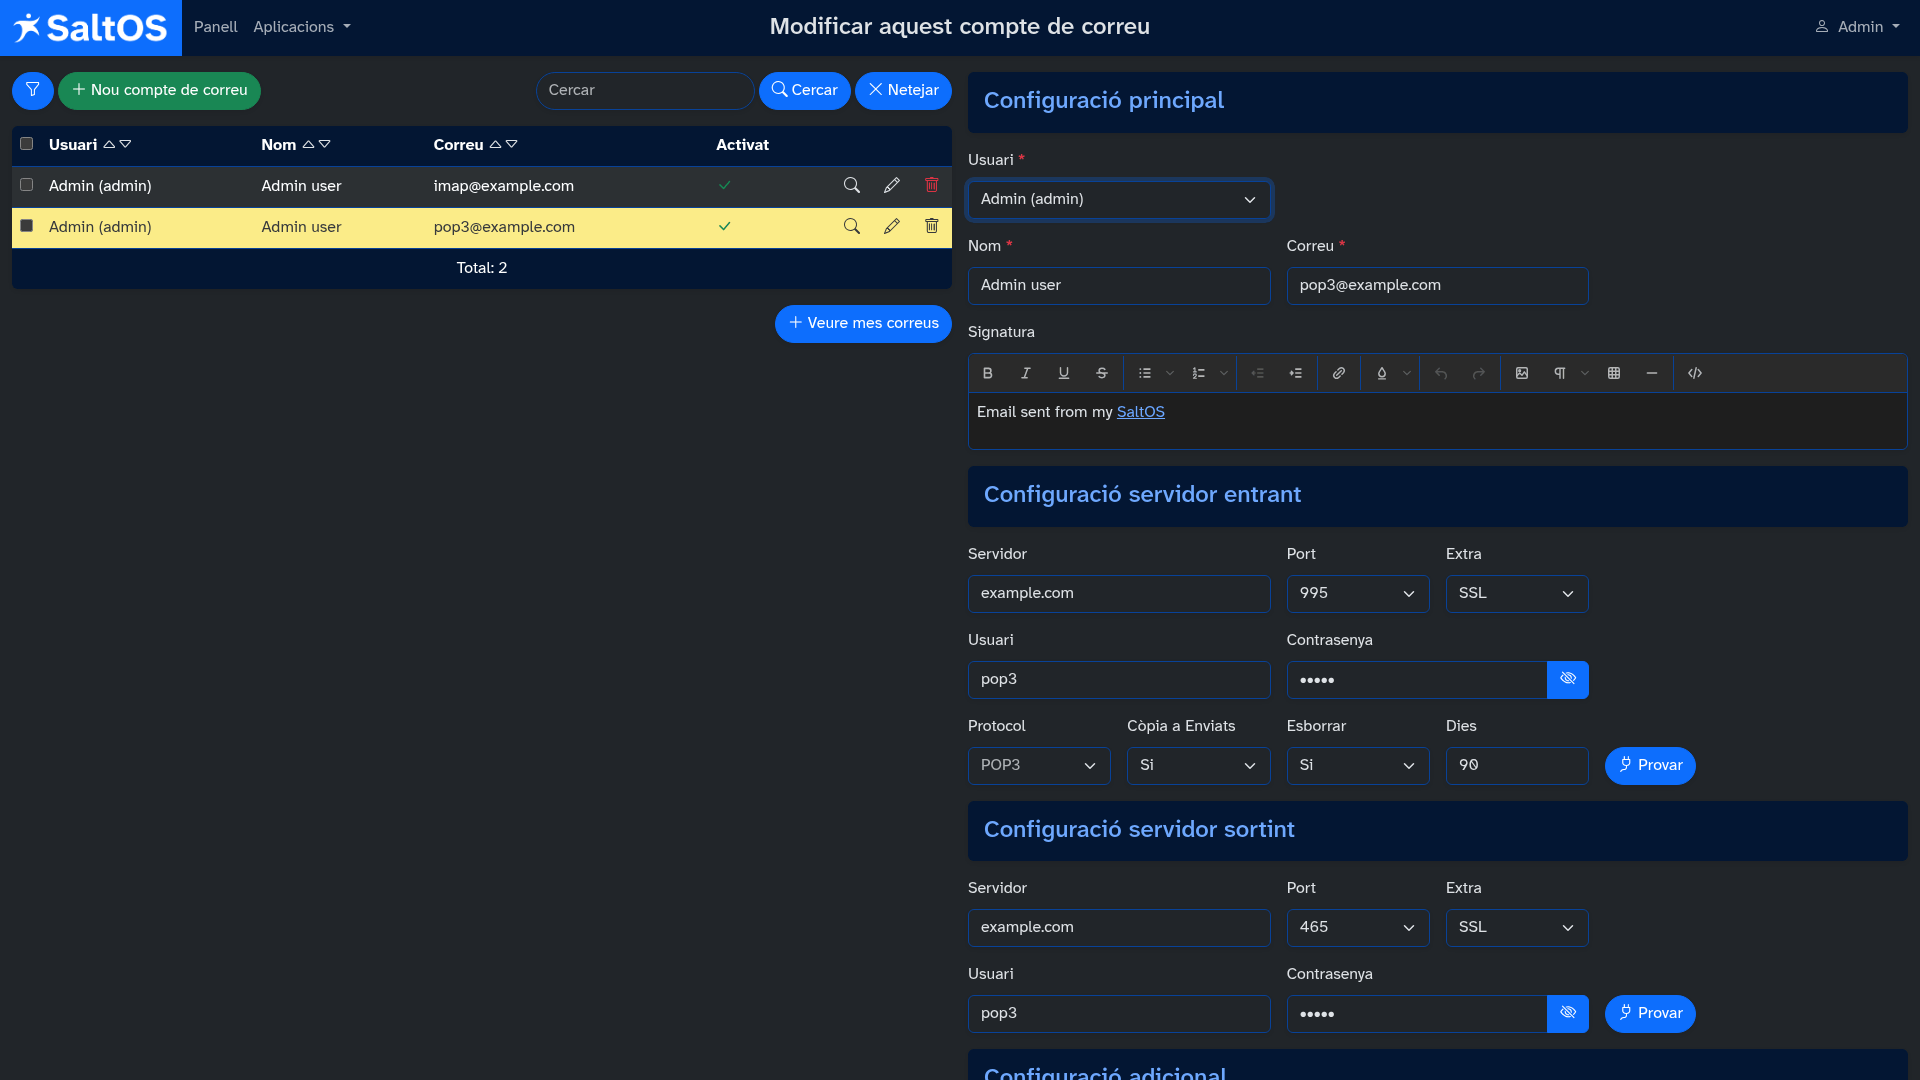 SaltOS
Panell Aplicacions
Modificar aquest compte de correu
Admin
Nou compte de correu
Cercar
Cercar
Netejar
Usuari Nom Correu Activat
Admin (admin) Admin user imap@example.com
Admin (admin) Admin user pop3@example.com
Total: 2
Veure mes correus
Configuració principal
Usuari *
Admin (admin)
Nom * Correu *
Admin user pop3@example.com
Signatura
Email sent from my SaltOS
Configuració servidor entrant
Servidor Port Extra
example.com 995 SSL
Usuari Contrasenya
pop3 •••••
Protocol Còpia a Enviats Esborrar Dies
POP3 Si Si 90 Provar
Configuració servidor sortint
Servidor Port Extra
example.com 465 SSL
Usuari Contrasenya
pop3 ••••• Provar
Configuració adicional